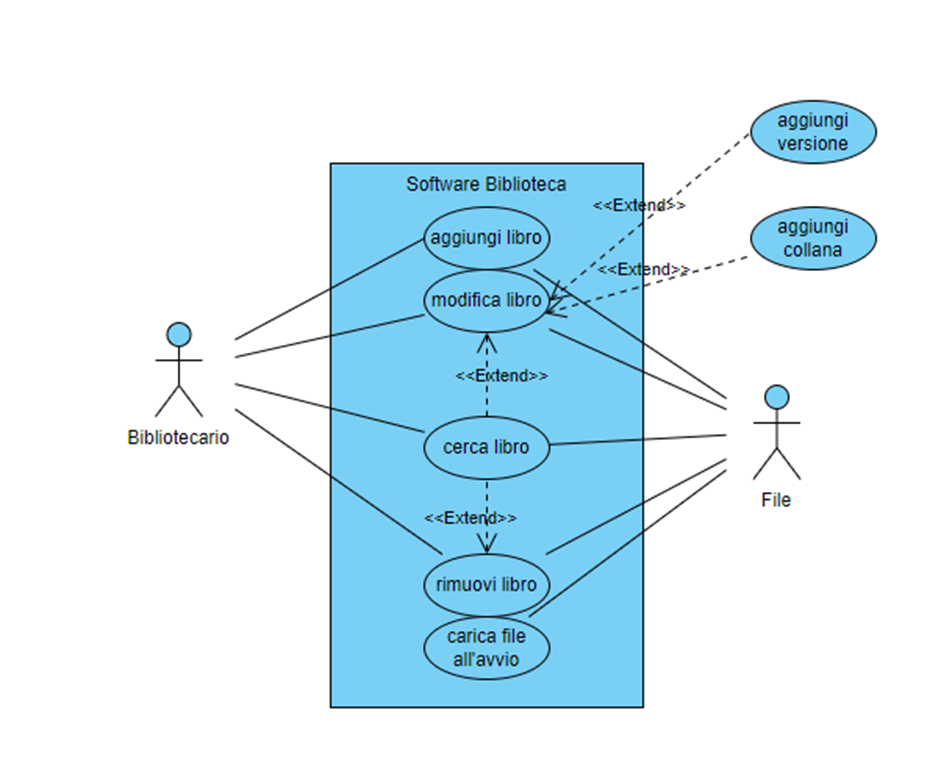 aggiungi
versione
Software Biblioteca
<<Extend>>
aggiungi libro
aggiungi
collana
<<Extend>>
modifica libro
<<Extend>>
Bibliotecario
cerca libro
File
<<Extend>>
rimuovi libro
carica file
all'avvio